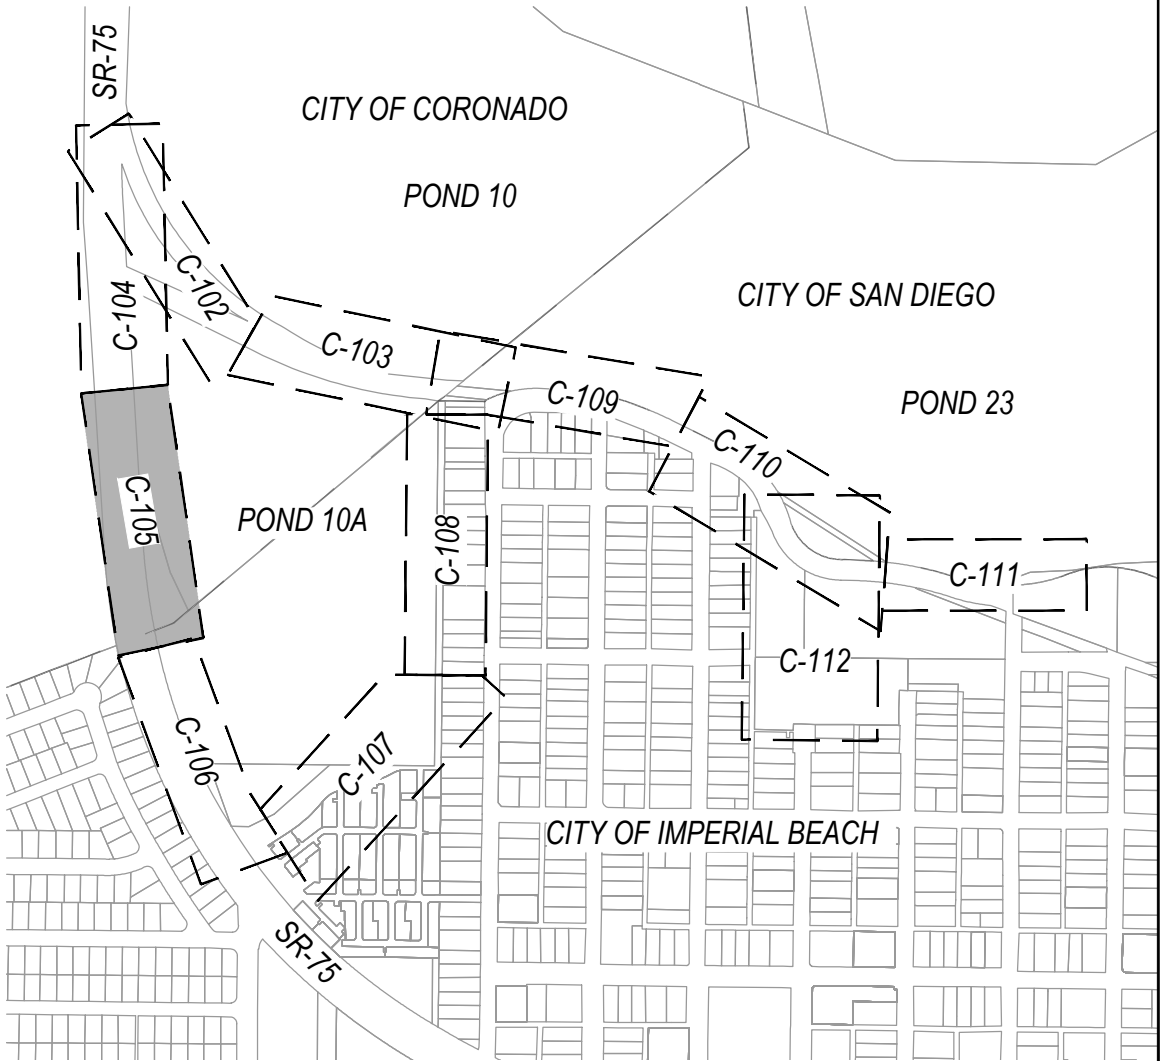 SR-75
CITY OF CORONADO
POND 10
C-102
CITY OF SAN DIEGO
C-104
C-103
C-109
POND 23
C-110
C-105
POND 10A
C-108
C-111
C-112
C-106
C-107
CITY OF IMPERIAL BEACH
SR-75